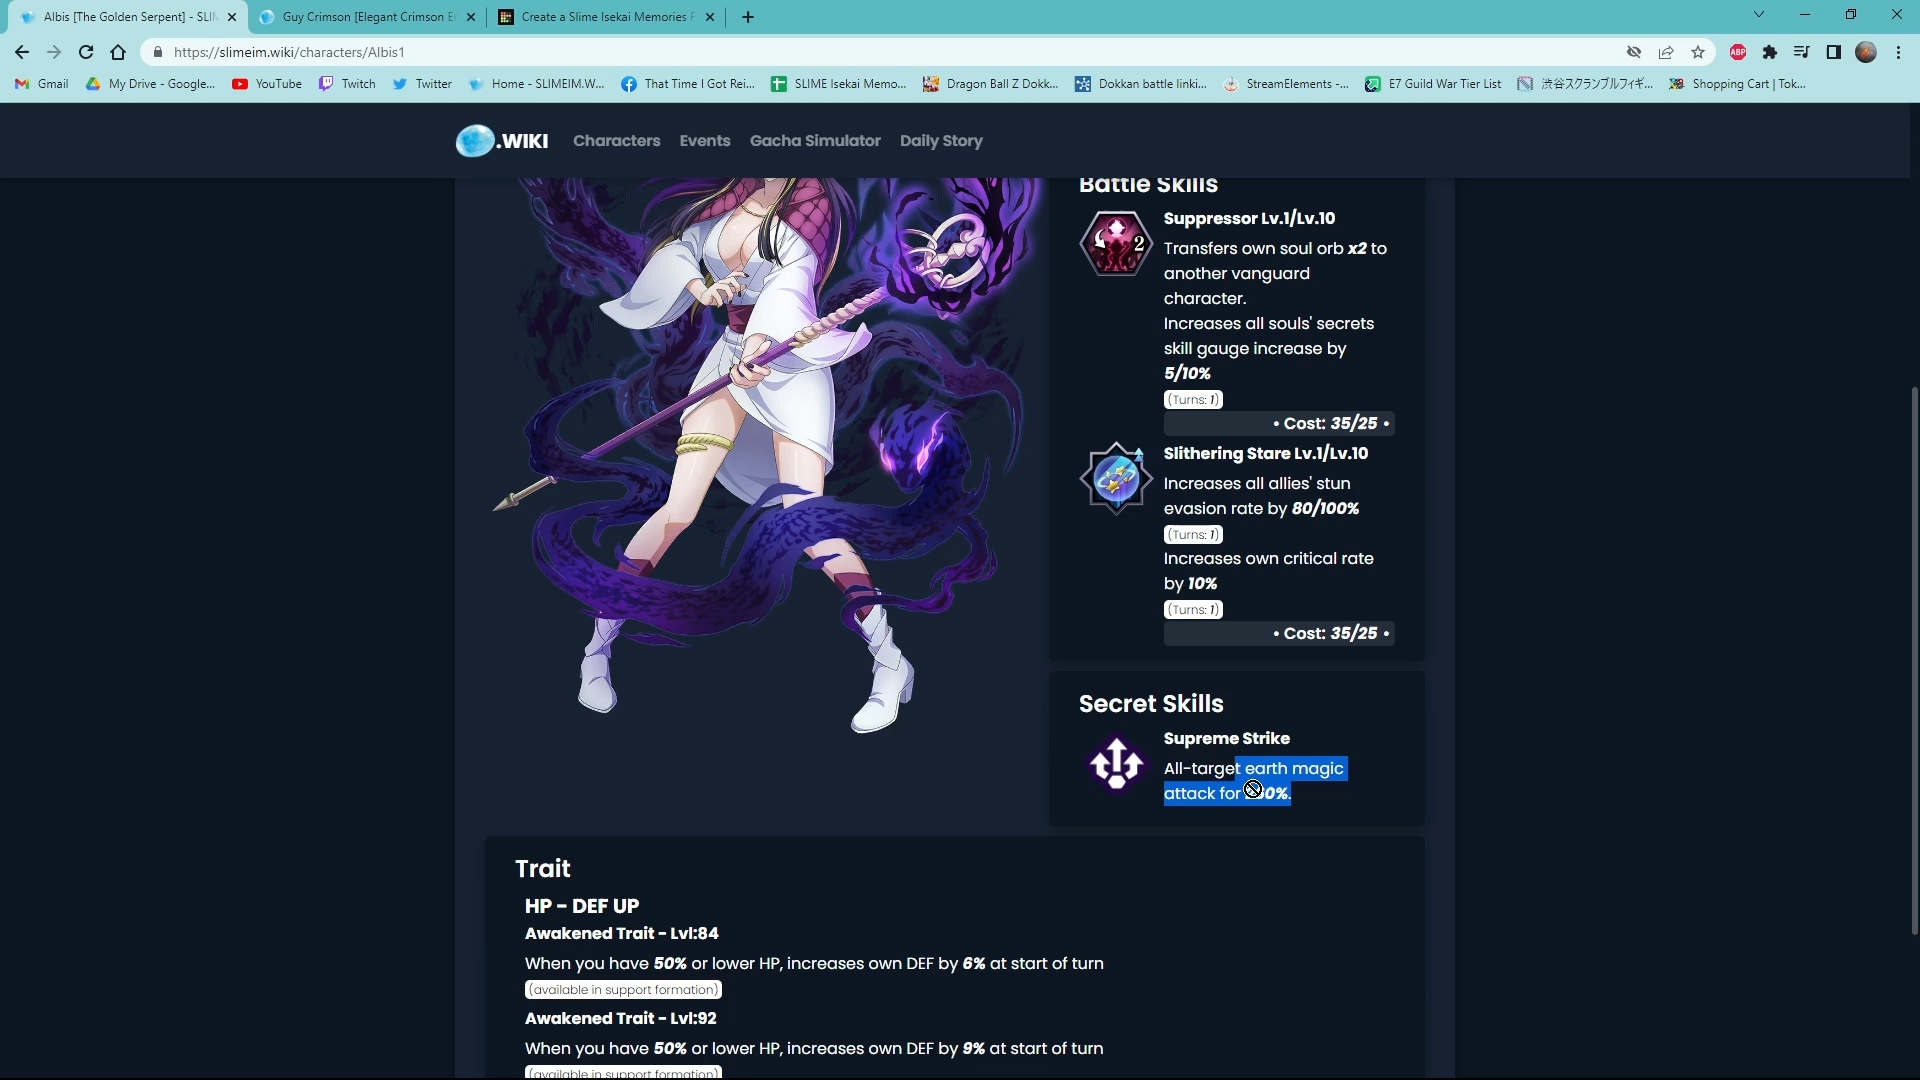 Albis [The Golden Serpent] - SLI
Guy Crimson [Elegant Crimson E
Create a Slime Isekai Memories F
https://slimeim.wiki/characters/Albis1
ABP
Gmail
My Drive - Google...
YouTube
Twitch
Twitter
Home - SLIMEIM.W...
That Time I Got Rei...
SLIME Isekai Memo...
Dragon Ball Z Dokk...
Dokkan battle linki...
StreamElements -...
E7 Guild War Tier List
渋谷スクランブルフィギ...
Shopping Cart | Tok...
.WIKI
Characters
Events
Gacha Simulator
Daily Story
Battle Skills
2
Suppressor Lv.1/Lv.10
Transfers own soul orb x2 to
another vanguard
character.
Increases all souls' secrets
skill gauge increase by
5/10%
(Turns: 1)
• Cost: 35/25 •
Slithering Stare Lv.1/Lv.10
Increases all allies' stun
evasion rate by 80/100%
(Turns: 1)
Increases own critical rate
by 10%
(Turns: 1)
• Cost: 35/25 •
Secret Skills
Supreme Strike
All-target earth magic
attack for
Trait
HP - DEF UP
Awakened Trait - Lvl:84
When you have 50% or lower HP, increases own DEF by 6% at start of turn
(available in support formation)
Awakened Trait - Lvl:92
When you have 50% or lower HP, increases own DEF by 9% at start of turn
(available in support formation)